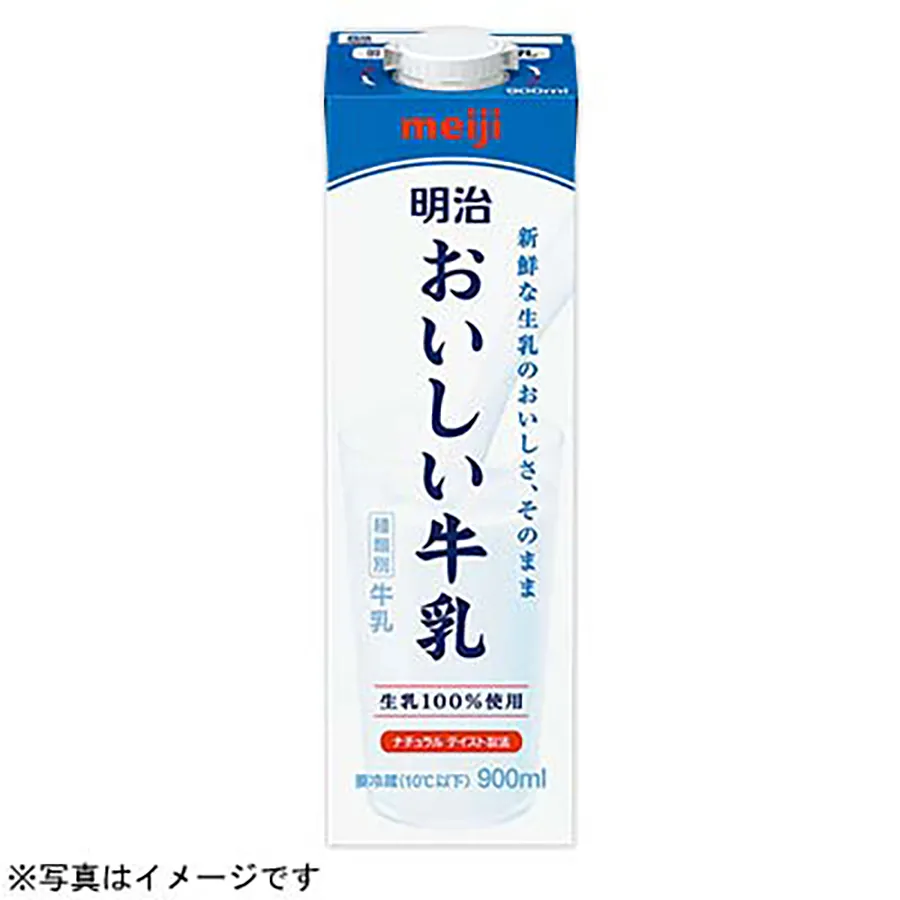 900ml
meiji
明治
おいしい牛乳
新鮮な生乳のおいしさ、そのまま
種類別
牛乳
生乳100%使用
ナチュラルテイスト製法
要冷蔵(10℃以下) 900ml
※写真はイメージです